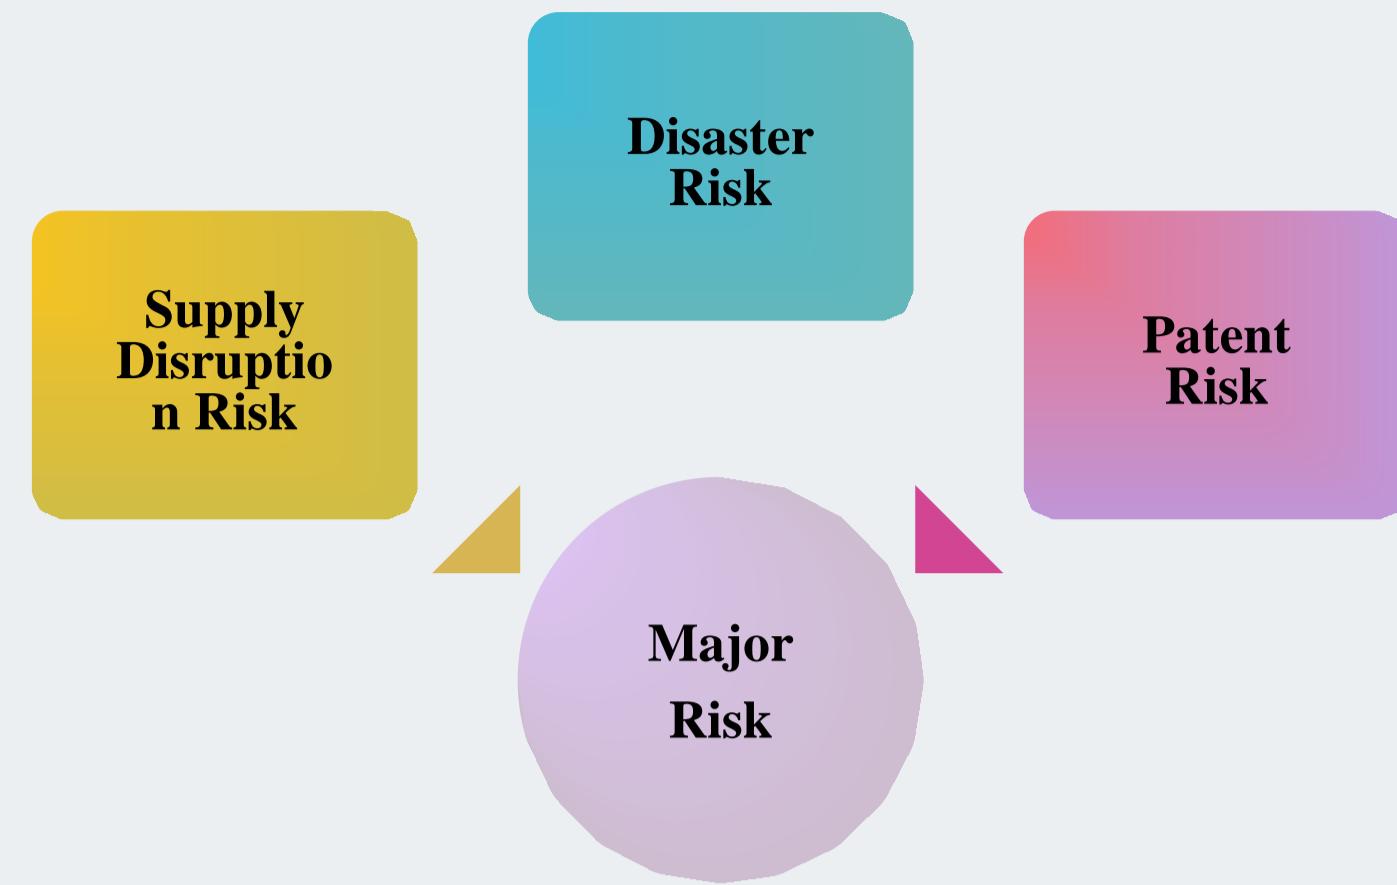 Disaster
Risk
Supply
Disruptio
n Risk
Patent
Risk
Major
Risk